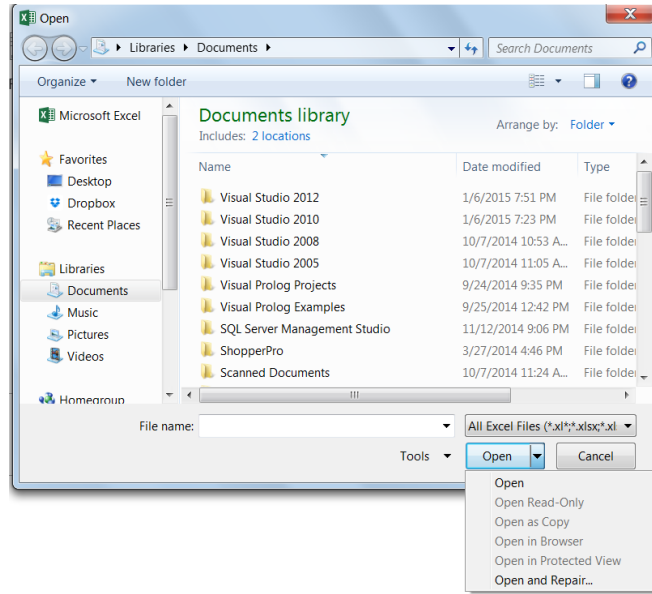 Open
Libraries Documents
Search Documents
Organize New folder
Microsoft Excel
Favorites
Desktop
Dropbox
Recent Places
Libraries
Documents
Music
Pictures
Videos
Homegroup
Documents library
Includes: 2 locations
Arrange by: Folder
Name Date modified Type
Visual Studio 2012 1/6/2015 7:51 PM File folder
Visual Studio 2010 1/6/2015 7:23 PM File folder
Visual Studio 2008 10/7/2014 10:53 A... File folder
Visual Studio 2005 10/7/2014 11:05 A... File folder
Visual Prolog Projects 9/24/2014 9:35 PM File folder
Visual Prolog Examples 9/25/2014 12:42 PM File folder
SQL Server Management Studio 11/12/2014 9:06 PM File folder
ShopperPro 3/27/2014 4:46 PM File folder
Scanned Documents 10/7/2014 11:24 A... File folder
File name: All Excel Files (*.xl*;*.xlsx;*.xl
Tools Open Cancel
Open
Open Read-Only
Open as Copy
Open in Browser
Open in Protected View
Open and Repair...